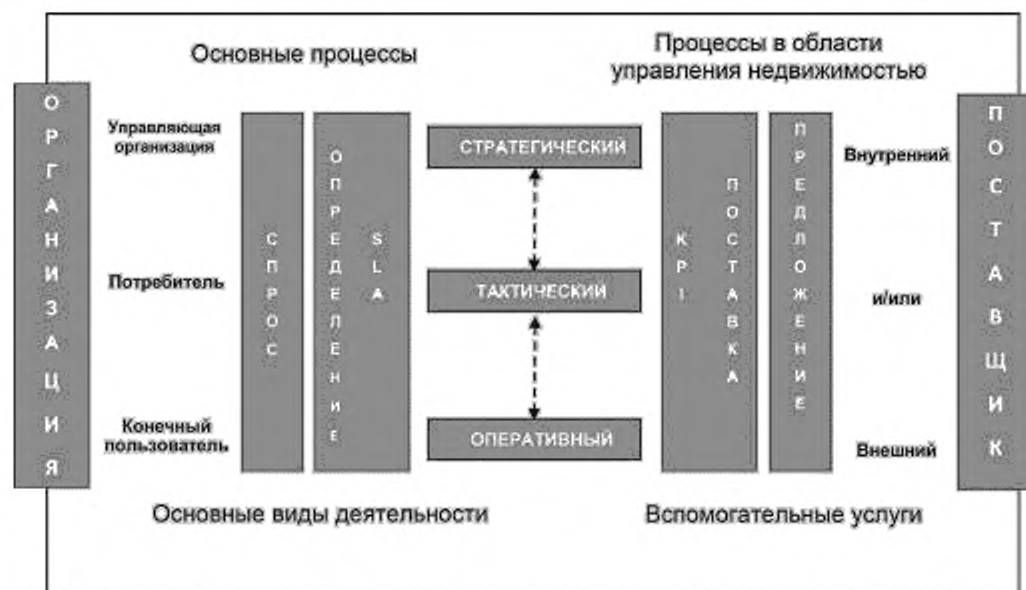 Основные процессы
Процессы в области
управления недвижимостью
ОРГАНИЗАЦИЯ
Управляющая
организация
Потребитель
Конечный
пользователь
СПРОС
ОПРЕДЕЛЕНИЕ
SLA
СТРАТЕГИЧЕСКИЙ
ТАКТИЧЕСКИЙ
ОПЕРАТИВНЫЙ
KPI
ПОСТАВКА
ПРЕДЛОЖЕНИЕ
Внутренний
и/или
Внешний
ПОСТАВЩИК
Основные виды деятельности
Вспомогательные услуги